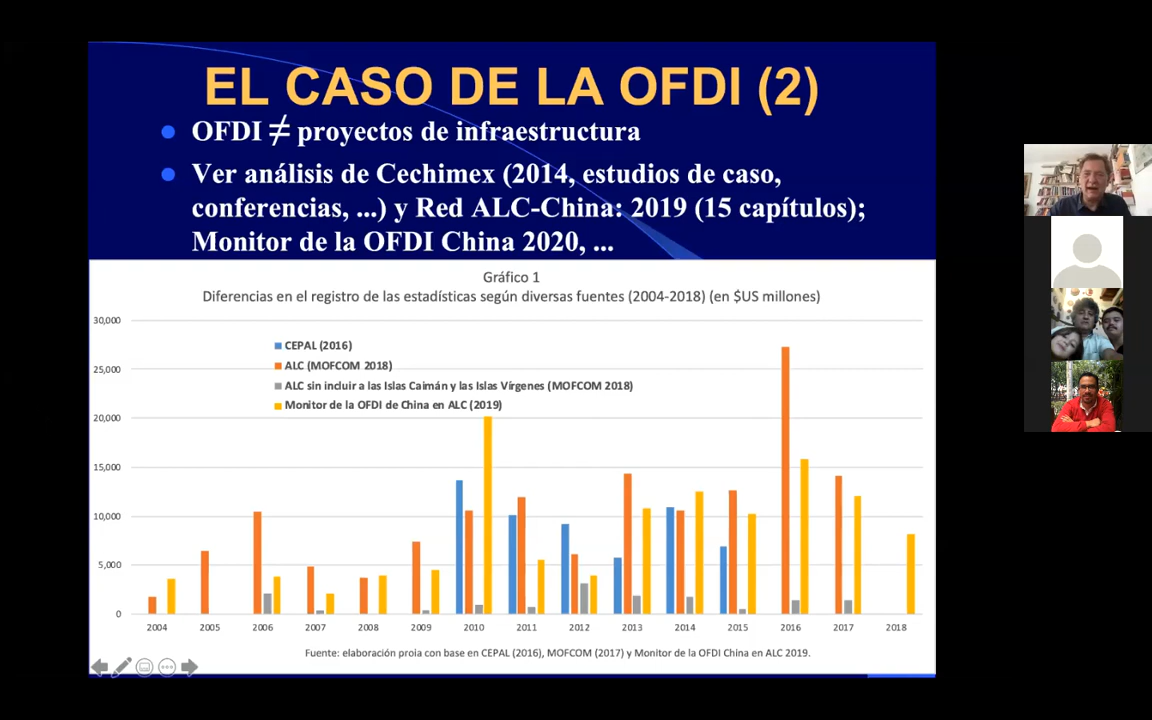 EL CASO DE LA OFDI (2)
OFDI ≠ proyectos de infraestructura
Ver análisis de Cechimex (2014, estudios de caso,
conferencias, ...) y Red ALC-China: 2019 (15 capítulos);
Monitor de la OFDI China 2020, ...
Gráfico 1
Diferencias en el registro de las estadísticas según diversas fuentes (2004-2018) (en $US millones)
30,000
25,000
20,000
15,000
10,000
5,000
0
CEPAL (2016)
ALC (MOFCOM 2018)
ALC sin incluir a las Islas Caimán y las Islas Vírgenes (MOFCOM 2018)
Monitor de la OFDI de China en ALC (2019)
2004 2005 2006 2007 2008 2009 2010 2011 2012 2013 2014 2015 2016 2017 2018
Fuente: elaboración proia con base en CEPAL (2016), MOFCOM (2017) y Monitor de la OFDI China en ALC 2019.